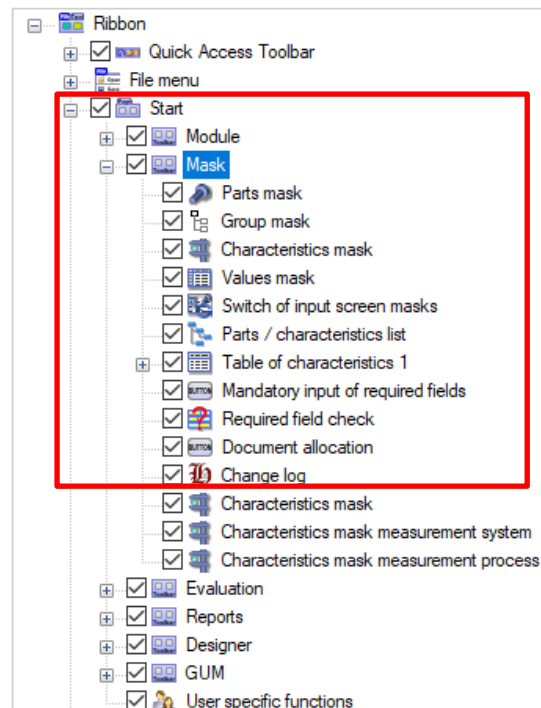 Ribbon
Quick Access Toolbar
File menu
Start
Module
Mask
Parts mask
Group mask
Characteristics mask
Values mask
Switch of input screen masks
Parts / characteristics list
Table of characteristics 1
Mandatory input of required fields
Required field check
Document allocation
Change log
Characteristics mask
Characteristics mask measurement system
Characteristics mask measurement process
Evaluation
Reports
Designer
GUM
User specific functions